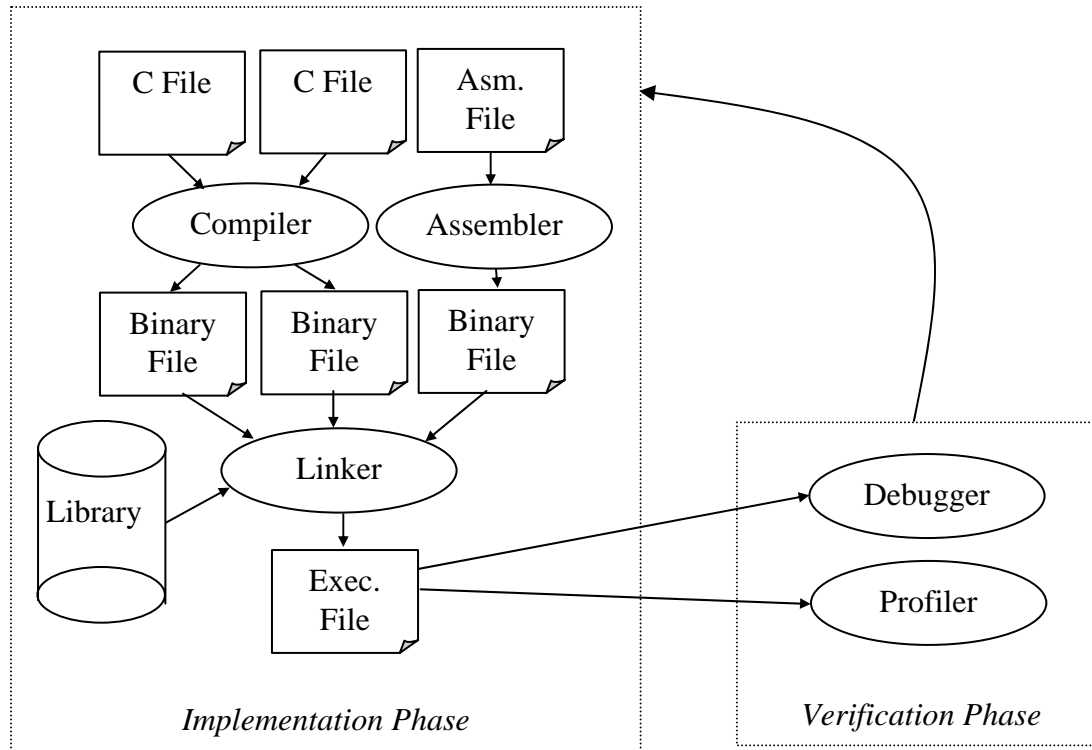 C File
C File
Asm.
File
Compiler
Assembler
Binary
File
Binary
File
Binary
File
Linker
Library
Debugger
Exec.
File
Profiler
Implementation Phase
Verification Phase